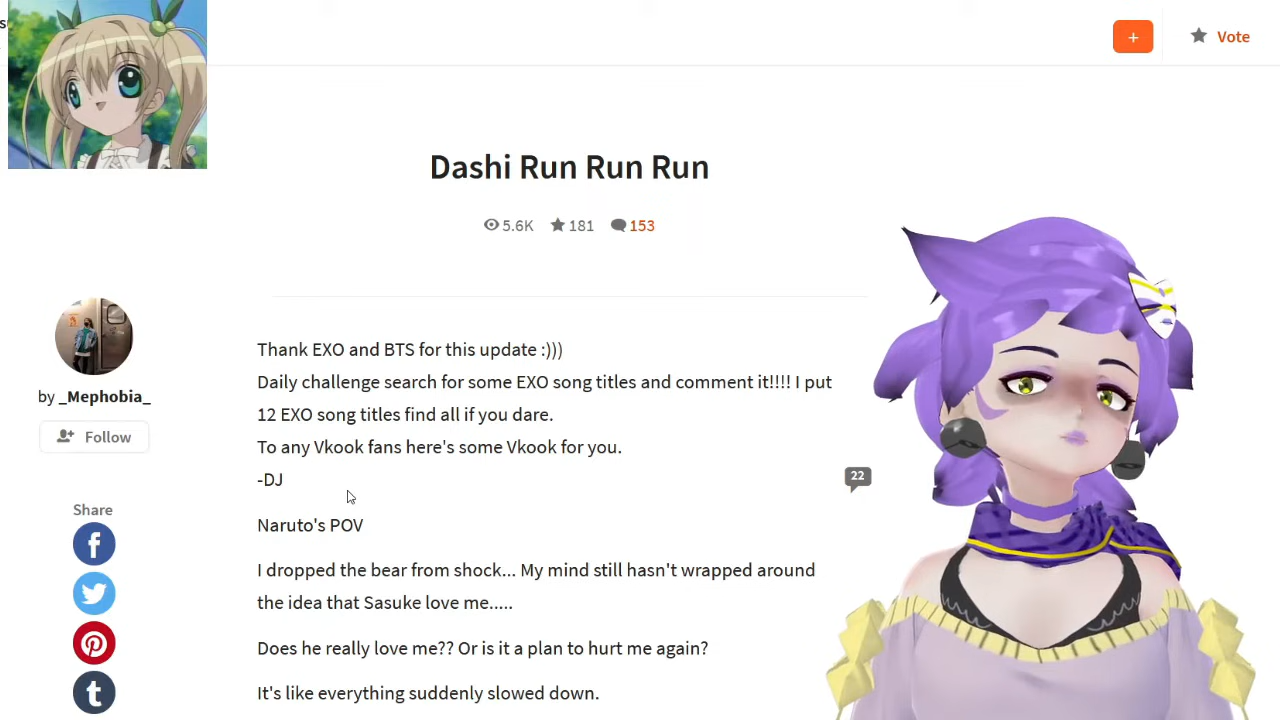 s
+
Vote
Dashi Run Run Run
5.6K
181
153
by _Mephobia_
Follow
Share
Thank EXO and BTS for this update :)))
Daily challenge search for some EXO song titles and comment it!!!! I put
12 EXO song titles find all if you dare.
To any Vkook fans here's some Vkook for you.
-DJ
22
Naruto's POV
I dropped the bear from shock... My mind still hasn't wrapped around
the idea that Sasuke love me.....
Does he really love me?? Or is it a plan to hurt me again?
It's like everything suddenly slowed down.